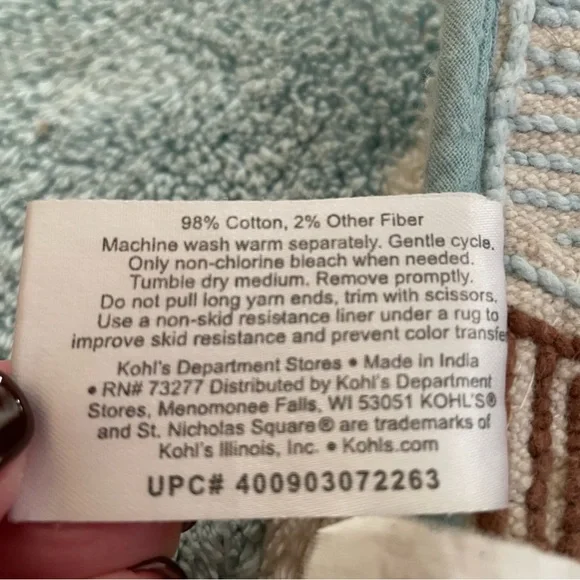 98% Cotton, 2% Other Fiber
Machine wash warm separately. Gentle cycle.
Only non-chlorine bleach when needed.
Tumble dry medium. Remove promptly.
Do not pull long yarn ends, trim with scissors.
Use a non-skid resistance liner under a rug to
improve skid resistance and prevent color transfe
Kohl's Department Stores • Made in India
• RN# 73277 Distributed by Kohl's Department
Stores, Menomonee Falls, WI 53051 KOHL'S®
and St. Nicholas Square® are trademarks of
Kohl's Illinois, Inc. • Kohls.com
UPC# 400903072263